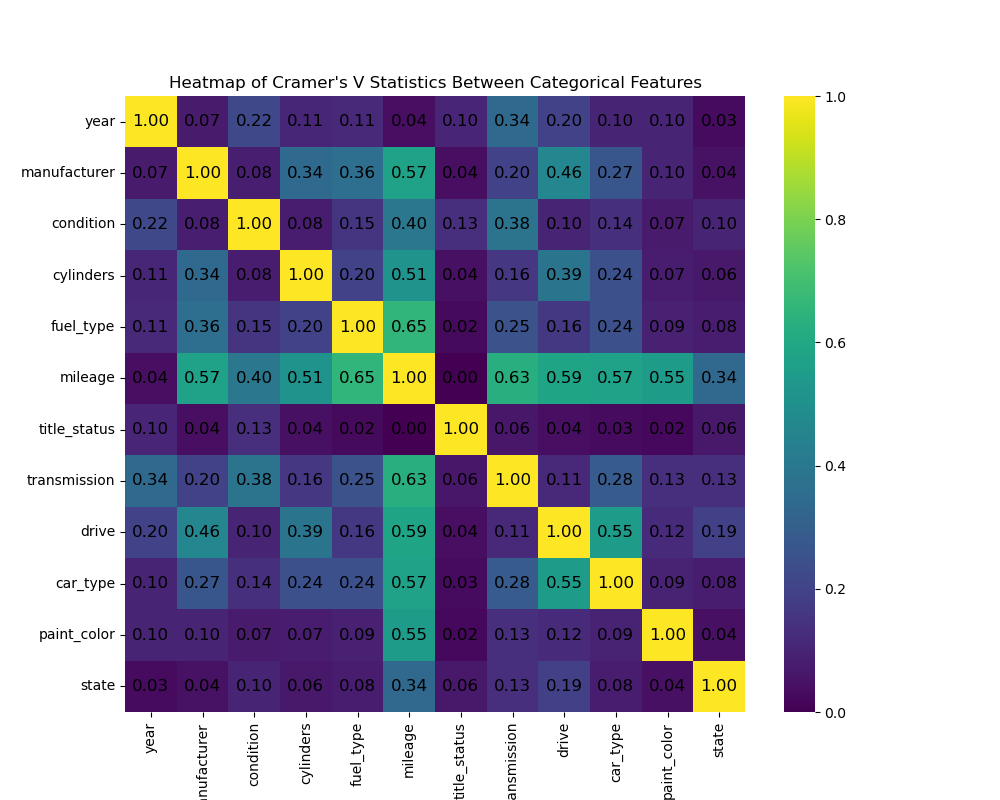 Heatmap of Cramer's V Statistics Between Categorical Features
year 1.00 0.07 0.22 0.11 0.11 0.04 0.10 0.34 0.20 0.10 0.10 0.03
manufacturer 0.07 1.00 0.08 0.34 0.36 0.57 0.04 0.20 0.46 0.27 0.10 0.04
condition 0.22 0.08 1.00 0.08 0.15 0.40 0.13 0.38 0.10 0.14 0.07 0.10
cylinders 0.11 0.34 0.08 1.00 0.20 0.51 0.04 0.16 0.39 0.24 0.07 0.06
fuel_type 0.11 0.36 0.15 0.20 1.00 0.65 0.02 0.25 0.16 0.24 0.09 0.08
mileage 0.04 0.57 0.40 0.51 0.65 1.00 0.00 0.63 0.59 0.57 0.55 0.34
title_status 0.10 0.04 0.13 0.04 0.02 0.00 1.00 0.06 0.04 0.03 0.02 0.06
transmission 0.34 0.20 0.38 0.16 0.25 0.63 0.06 1.00 0.11 0.28 0.13 0.13
drive 0.20 0.46 0.10 0.39 0.16 0.59 0.04 0.11 1.00 0.55 0.12 0.19
car_type 0.10 0.27 0.14 0.24 0.24 0.57 0.03 0.28 0.55 1.00 0.09 0.08
paint_color 0.10 0.10 0.07 0.07 0.09 0.55 0.02 0.13 0.12 0.09 1.00 0.04
state 0.03 0.04 0.10 0.06 0.08 0.34 0.06 0.13 0.19 0.08 0.04 1.00
year
nufacturer
condition
cylinders
fuel_type
mileage
title_status
ansmission
drive
car_type
paint_color
state
1.0
0.8
0.6
0.4
0.2
0.0